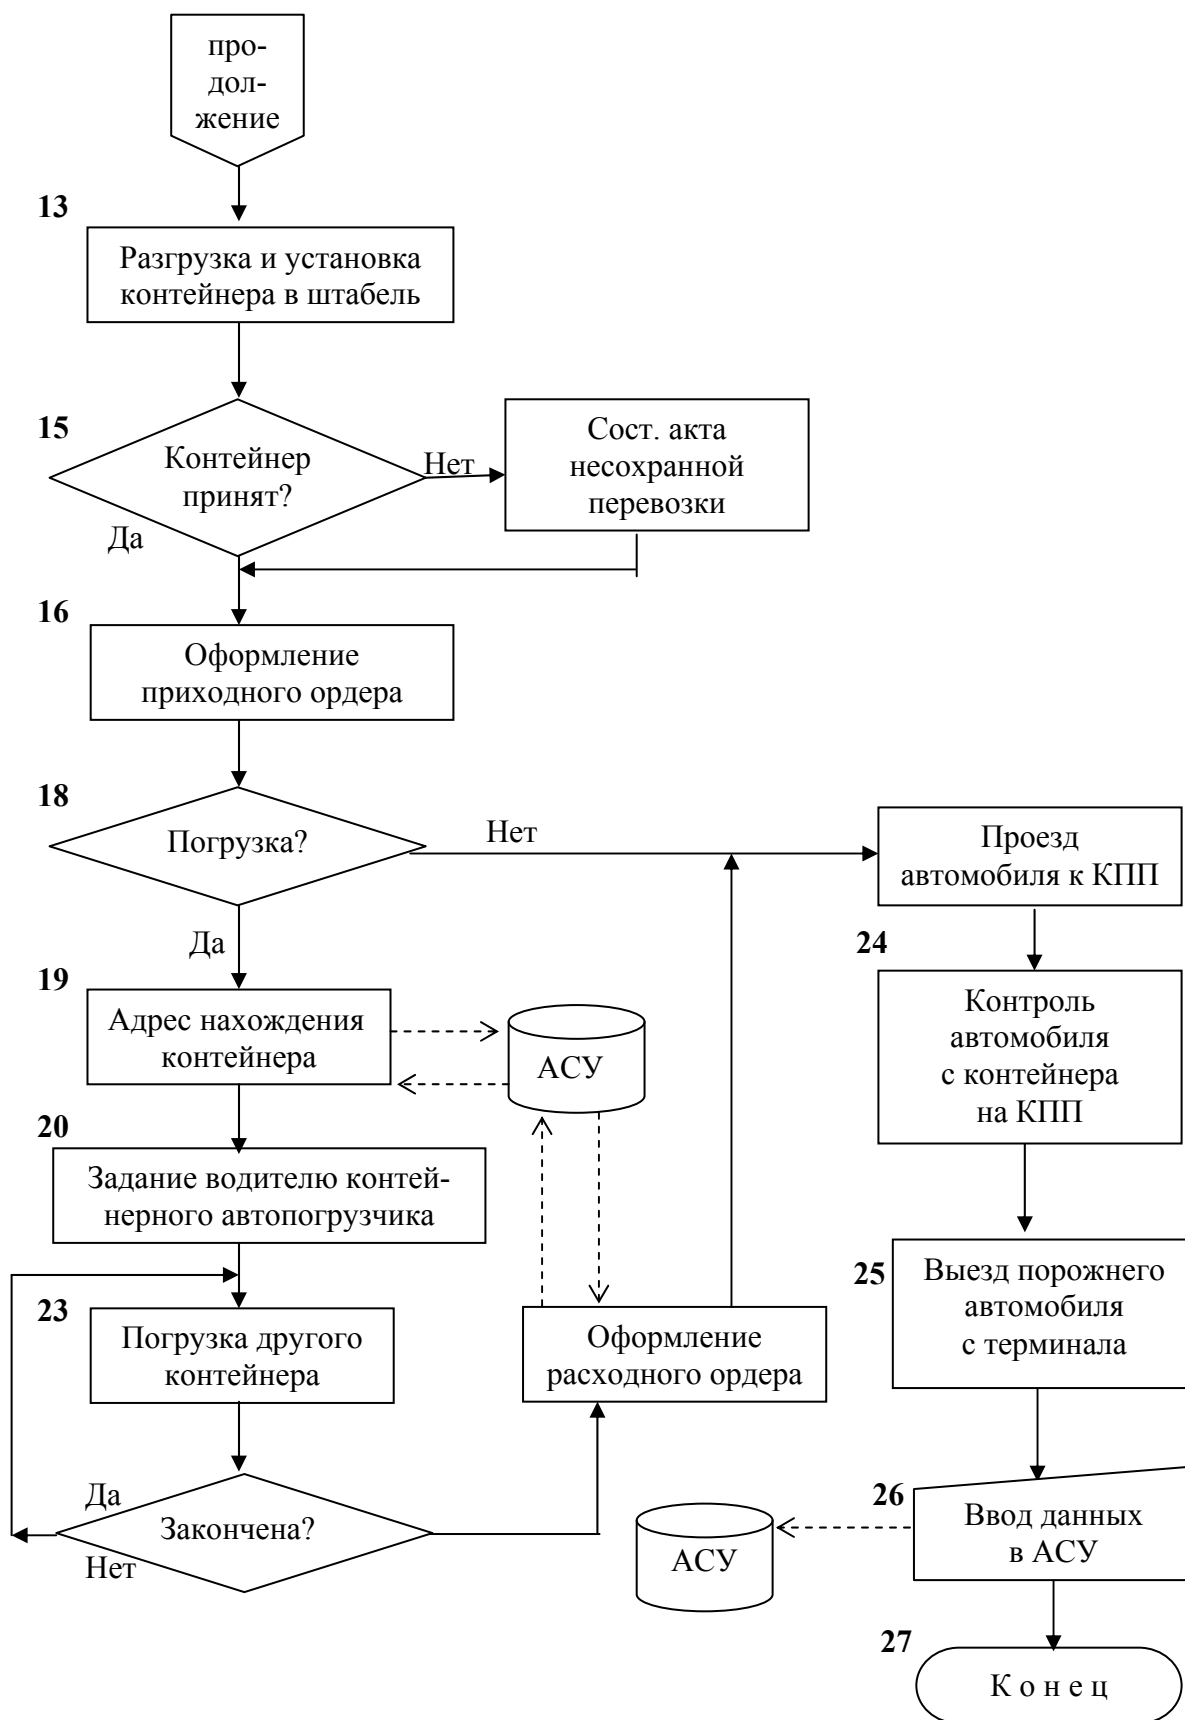 про-
дол-
жение
13
Разгрузка и установка
контейнера в штабель
15
Контейнер
принят?
Нет
Да
Сост. акта
несохранной
перевозки
16
Оформление
приходного ордера
18
Погрузка?
Нет
Да
Проезд
автомобиля к КПП
19
Адрес нахождения
контейнера
АСУ
24
Контроль
автомобиля
с контейнера
на КПП
20
Задание водителю контей-
нерного автопогрузчика
23
Погрузка другого
контейнера
Оформление
расходного ордера
25
Выезд порожнего
автомобиля
с терминала
Да
Закончена?
Нет
АСУ
26
Ввод данных
в АСУ
27
К о н е ц